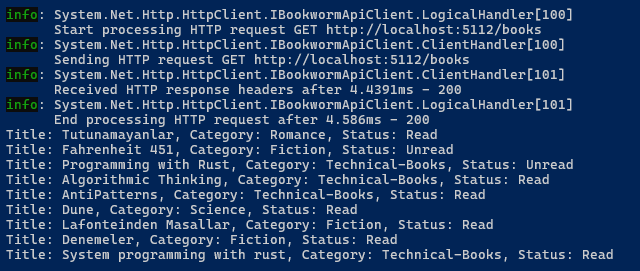 info: System.Net.Http.HttpClient.IBookwormApiClient.LogicalHandler[100]
Start processing HTTP request GET http://localhost:5112/books
info: System.Net.Http.HttpClient.IBookwormApiClient.ClientHandler[100]
Sending HTTP request GET http://localhost:5112/books
info: System.Net.Http.HttpClient.IBookwormApiClient.ClientHandler[101]
Received HTTP response headers after 4.4391ms - 200
info: System.Net.Http.HttpClient.IBookwormApiClient.LogicalHandler[101]
End processing HTTP request after 4.586ms - 200
Title: Tutunamayanlar, Category: Romance, Status: Read
Title: Fahrenheit 451, Category: Fiction, Status: Unread
Title: Programming with Rust, Category: Technical-Books, Status: Unread
Title: Algorithmic Thinking, Category: Technical-Books, Status: Read
Title: AntiPatterns, Category: Technical-Books, Status: Read
Title: Dune, Category: Science, Status: Read
Title: Lafonteinden Masallar, Category: Fiction, Status: Read
Title: Denemeler, Category: Fiction, Status: Read
Title: System programming with rust, Category: Technical-Books, Status: Read